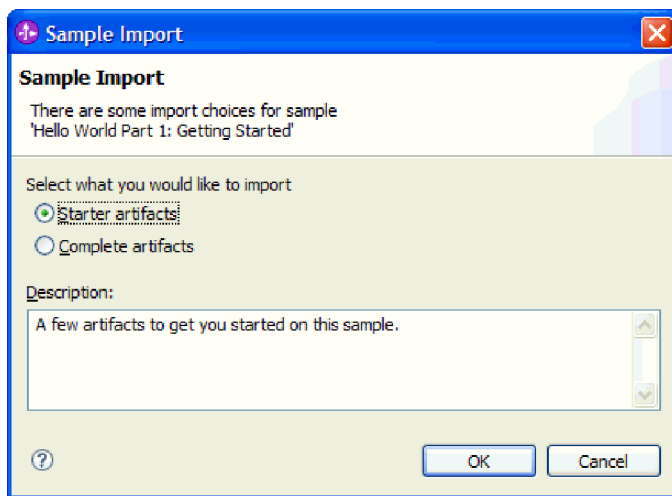 Sample Import
Sample Import
There are some import choices for sample
'Hello World Part 1: Getting Started'
Select what you would like to import
Starter artifacts
Complete artifacts
Description:
A few artifacts to get you started on this sample.
?
OK Cancel